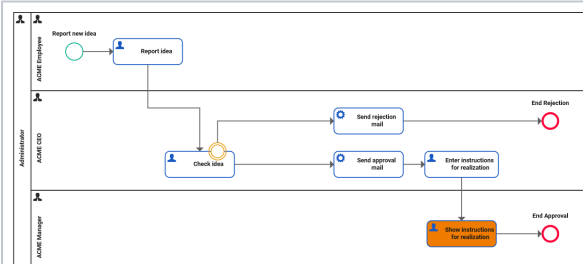 Report new idea
Report idea
ACME Employee
End Rejection
Send rejection
mail
Administrator
ACME CEO
Check idea
Send approval
mail
Enter instructions
for realization
End Approval
ACME Manager
Show instructions
for realization